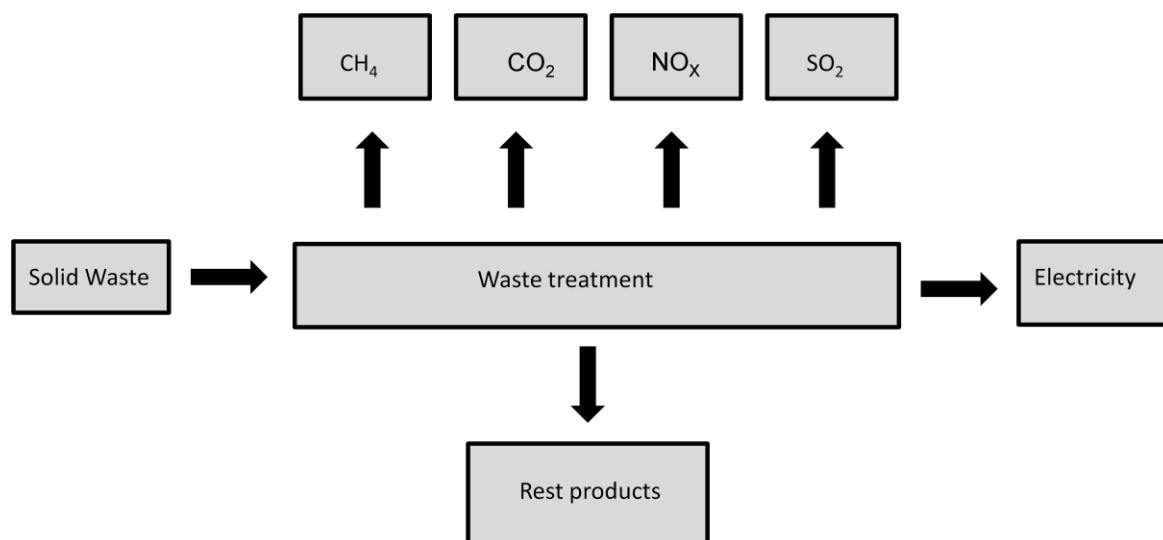 CH₄
CO₂
NOₓ
SO₂
Solid Waste
Waste treatment
Electricity
Rest products